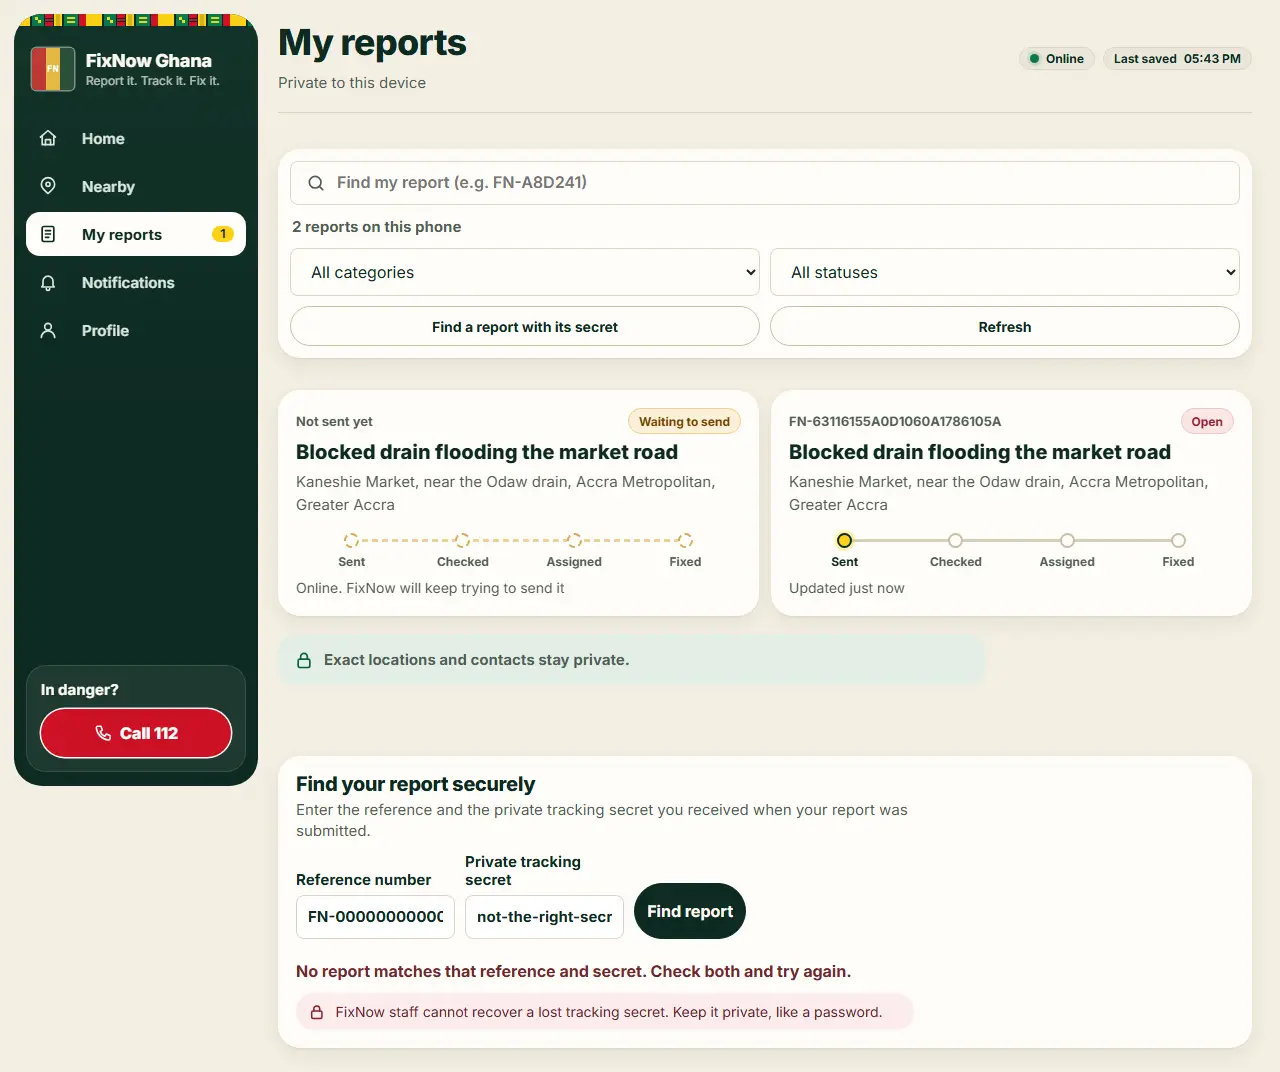 FN
FixNow Ghana
Report it. Track it. Fix it.
Home
Nearby
My reports 1
Notifications
Profile
In danger?
Call 112
My reports
Private to this device
Online
Last saved 05:43 PM
Find my report (e.g. FN-A8D241)
2 reports on this phone
All categories
All statuses
Find a report with its secret
Refresh
Not sent yet
Waiting to send
Blocked drain flooding the market road
Kaneshie Market, near the Odaw drain, Accra Metropolitan,
Greater Accra
Sent
Checked
Assigned
Fixed
Online. FixNow will keep trying to send it
FN-63116155A0D1060A1786105A
Open
Blocked drain flooding the market road
Kaneshie Market, near the Odaw drain, Accra Metropolitan,
Greater Accra
Sent
Checked
Assigned
Fixed
Updated just now
Exact locations and contacts stay private.
Find your report securely
Enter the reference and the private tracking secret you received when your report was
submitted.
Reference number
Private tracking
secret
FN-00000000000
not-the-right-secr
Find report
No report matches that reference and secret. Check both and try again.
FixNow staff cannot recover a lost tracking secret. Keep it private, like a password.